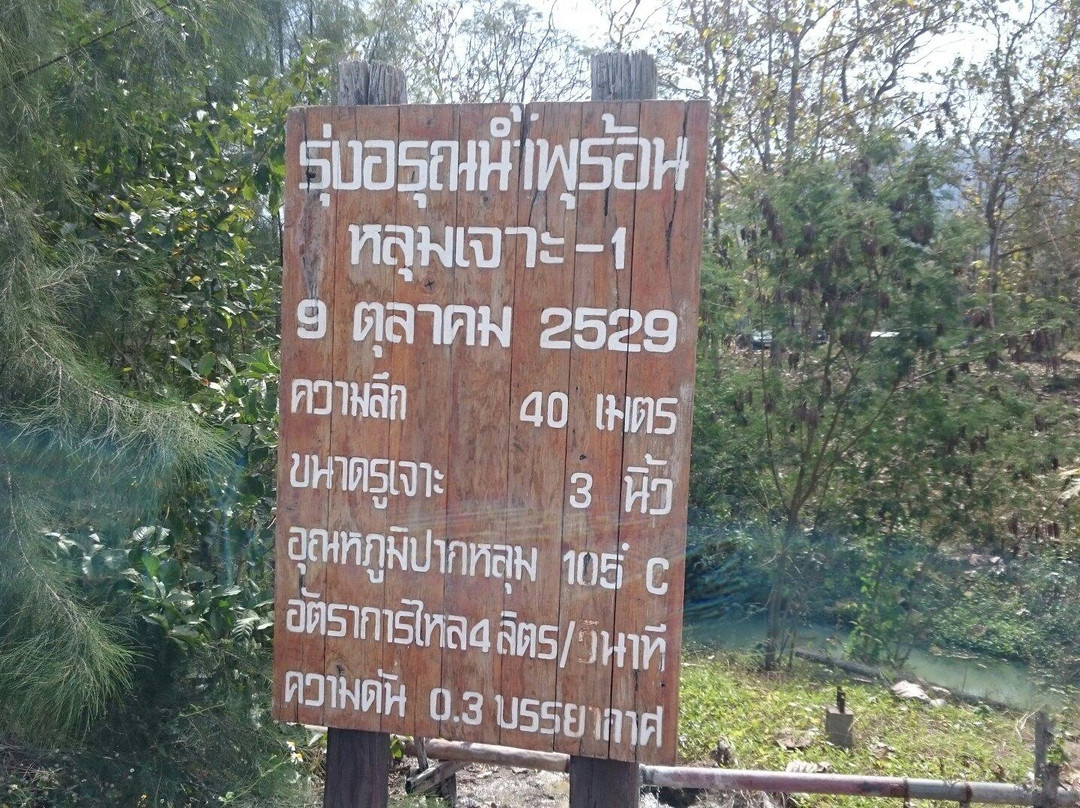 รุ่งอรุณน้ำพุร้อน
หลุมเจาะ-1
9 ตุลาคม 2529
ความลึก 40 เมตร
ขนาดรูเจาะ 3 นิ้ว
อุณหภูมิปากหลุม 105° C
อัตราการไหล 4 ลิตร/วินาที
ความดัน 0.3 บรรยากาศ